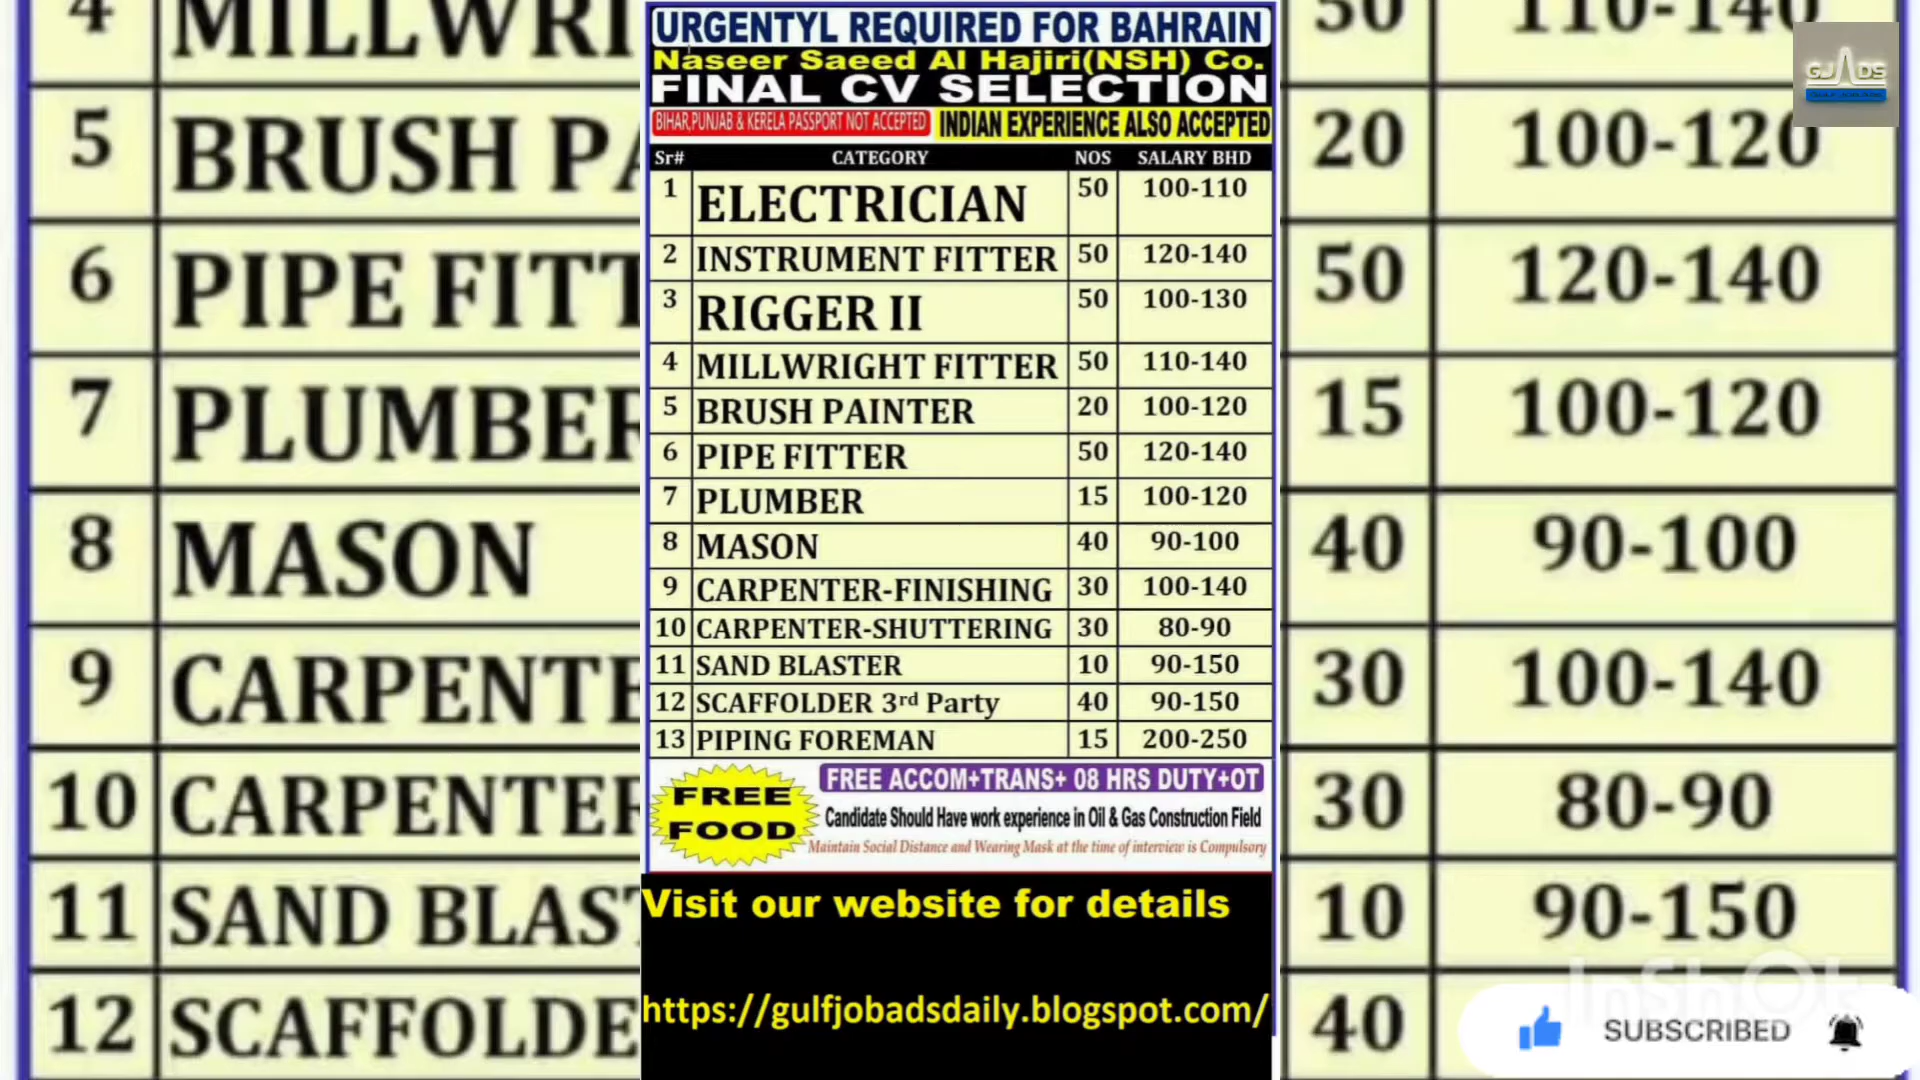 URGENTYL REQUIRED FOR BAHRAIN
Naseer Saeed Al Hajiri(NSH) Co.
FINAL CV SELECTION
BIHAR,PUNJAB & KERELA PASSPORT NOT ACCEPTED INDIAN EXPERIENCE ALSO ACCEPTED
Sr# CATEGORY NOS SALARY BHD
1 ELECTRICIAN 50 100-110
2 INSTRUMENT FITTER 50 120-140
3 RIGGER II 50 100-130
4 MILLWRIGHT FITTER 50 110-140
5 BRUSH PAINTER 20 100-120
6 PIPE FITTER 50 120-140
7 PLUMBER 15 100-120
8 MASON 40 90-100
9 CARPENTER-FINISHING 30 100-140
10 CARPENTER-SHUTTERING 30 80-90
11 SAND BLASTER 10 90-150
12 SCAFFOLDER 3rd Party 40 90-150
13 PIPING FOREMAN 15 200-250
FREE FOOD
FREE ACCOM+TRANS+ 08 HRS DUTY+OT
Candidate Should Have work experience in Oil & Gas Construction Field
Maintain Social Distance and Wearing Mask at the time of interview is Compulsory
Visit our website for details
https://gulfjobadsdaily.blogspot.com/
4 MILLWRI
5 BRUSH PA
6 PIPE FITT
7 PLUMBER
8 MASON
9 CARPENTE
10 CARPENTER
11 SAND BLAST
12 SCAFFOLDE
50 110-140
20 100-120
50 120-140
15 100-120
40 90-100
30 100-140
30 80-90
10 90-150
40
GJADS
InShOt
SUBSCRIBED